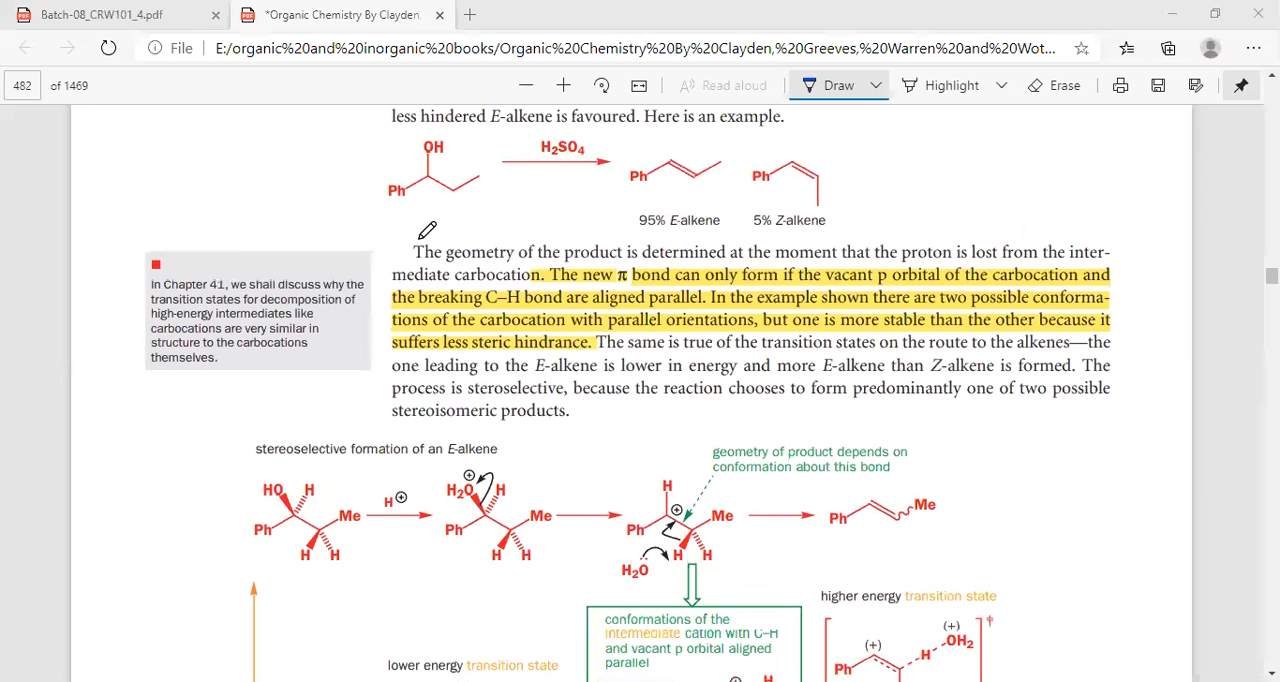 Batch-08_CRW101_4.pdf
*Organic Chemistry By Clayden,
File
E:/organic%20and%20inorganic%20books/Organic%20Chemistry%20By%20Clayden,%20Greeves,%20Warren%20and%20Wot...
482 of 1469
Read aloud
Draw
Highlight
Erase
less hindered E-alkene is favoured. Here is an example.
OH
H2SO4
Ph
Ph
Ph
95% E-alkene
5% Z-alkene
The geometry of the product is determined at the moment that the proton is lost from the inter-
mediate carbocation. The new π bond can only form if the vacant p orbital of the carbocation and
the breaking C–H bond are aligned parallel. In the example shown there are two possible conforma-
tions of the carbocation with parallel orientations, but one is more stable than the other because it
suffers less steric hindrance. The same is true of the transition states on the route to the alkenes—the
one leading to the E-alkene is lower in energy and more E-alkene than Z-alkene is formed. The
process is steroselective, because the reaction chooses to form predominantly one of two possible
stereoisomeric products.
In Chapter 41, we shall discuss why the
transition states for decomposition of
high-energy intermediates like
carbocations are very similar in
structure to the carbocations
themselves.
stereoselective formation of an E-alkene
geometry of product depends on
conformation about this bond
HO H
Ph
Me
H H
H⊕
⊕
H2O H
Ph
Me
H H
H
⊕
Ph
Me
H H
H2O
Ph
Me
conformations of the
intermediate cation with C–H
and vacant p orbital aligned
parallel
⊕ H
lower energy transition state
higher energy transition state
‡
(+)
(+)
OH2
H
Ph